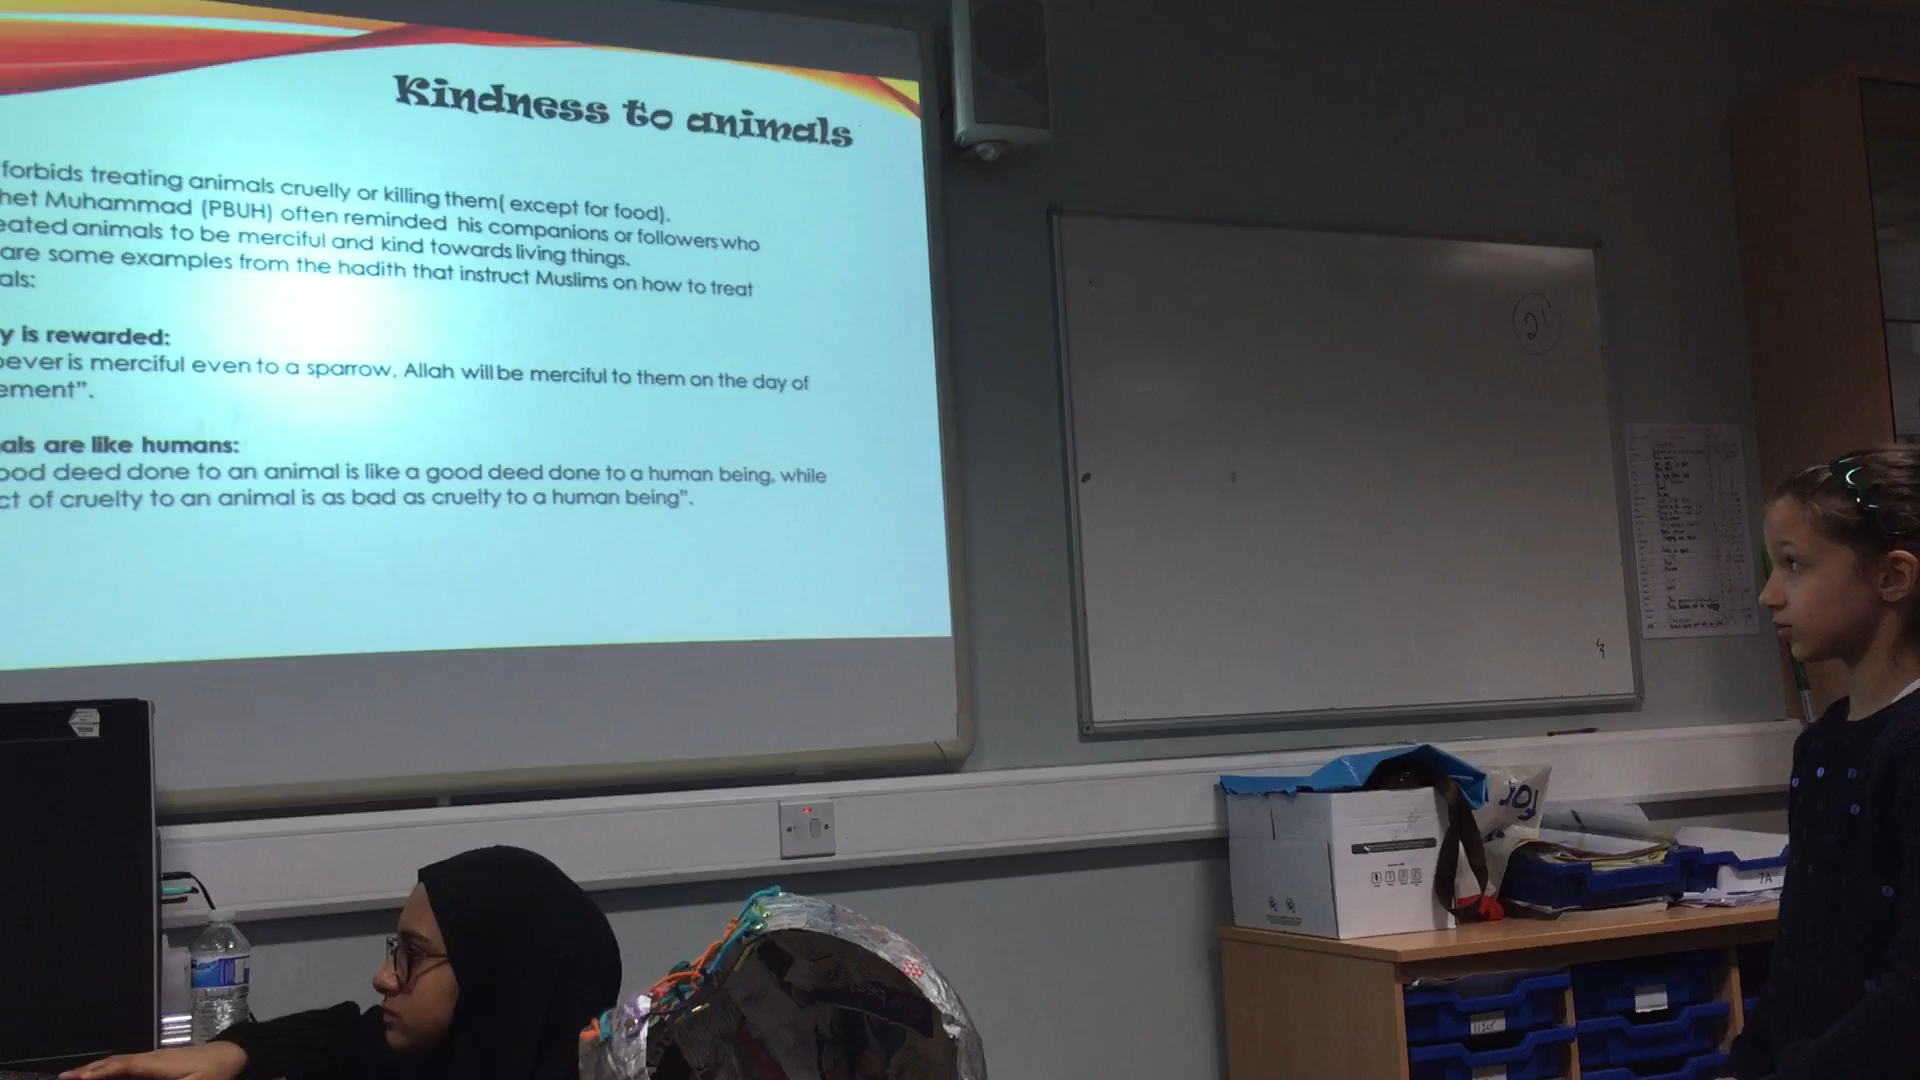 Kindness to animals
forbids treating animals cruelly or killing them( except for food).
het Muhammad (PBUH) often reminded his companions or followers who
eated animals to be merciful and kind towards living things.
are some examples from the hadith that instruct Muslims on how to treat
als:
y is rewarded:
oever is merciful even to a sparrow, Allah will be merciful to them on the day of
ement".
als are like humans:
ood deed done to an animal is like a good deed done to a human being, while
ct of cruelty to an animal is as bad as cruelty to a human being".
21
7A